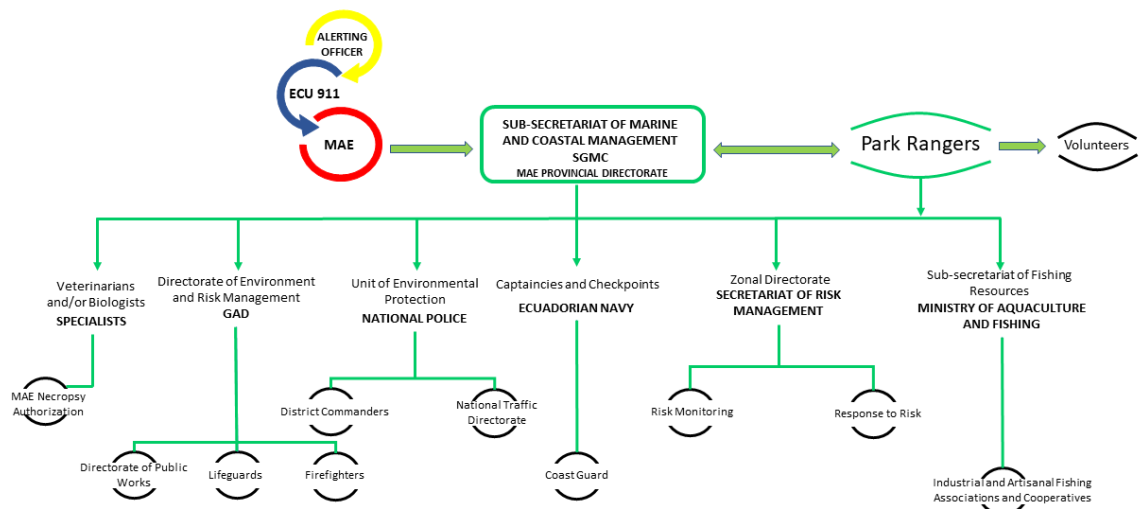 ALERTING
OFFICER
ECU 911
MAE
SUB-SECRETARIAT OF MARINE
AND COASTAL MANAGEMENT
SGMC
MAE PROVINCIAL DIRECTORATE
Park Rangers
Volunteers
Veterinarians
and/or Biologists
SPECIALISTS
Directorate of Environment
and Risk Management
GAD
Unit of Environmental
Protection
NATIONAL POLICE
Captaincies and Checkpoints
ECUADORIAN NAVY
Zonal Directorate
SECRETARIAT OF RISK
MANAGEMENT
Sub-secretariat of Fishing
Resources
MINISTRY OF AQUACULTURE
AND FISHING
MAE Necropsy
Authorization
District Commanders
National Traffic
Directorate
Risk Monitoring
Response to Risk
Directorate of Public
Works
Lifeguards
Firefighters
Coast Guard
Industrial and Artisanal Fishing
Associations and Cooperatives